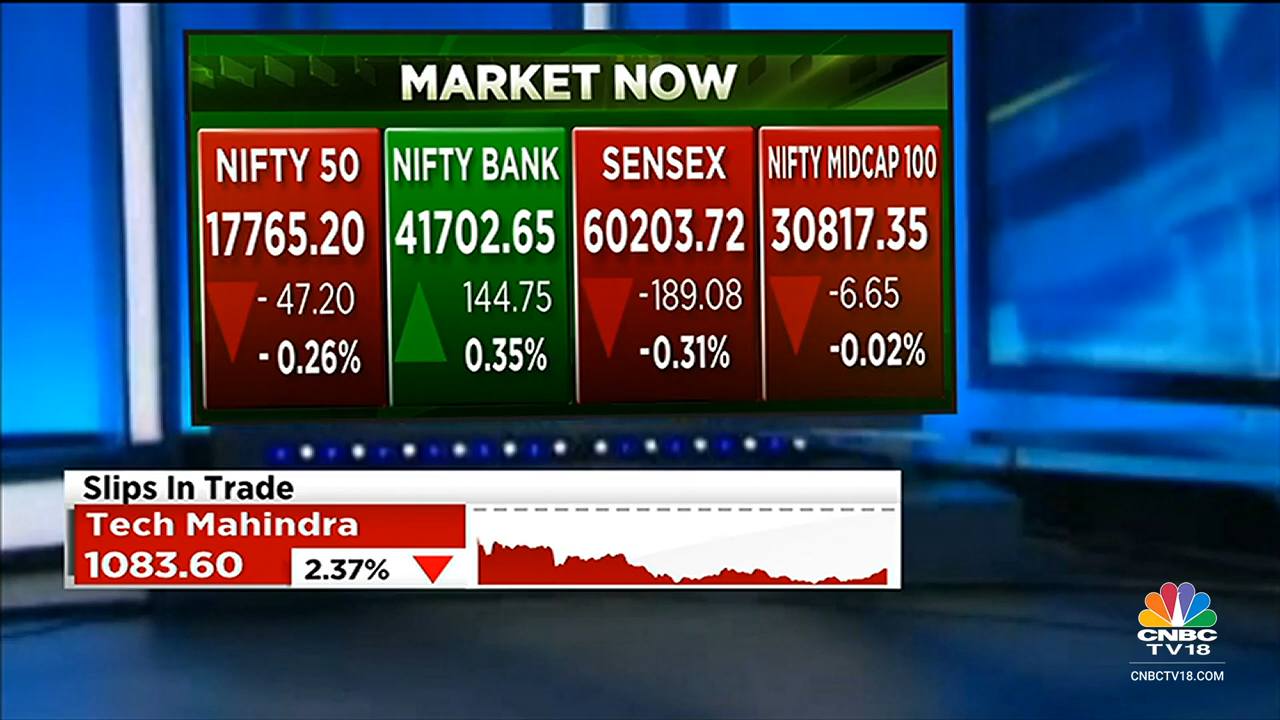 MARKET NOW
NIFTY 50
17765.20
- 47.20
- 0.26%
NIFTY BANK
41702.65
144.75
0.35%
SENSEX
60203.72
-189.08
-0.31%
NIFTY MIDCAP 100
30817.35
-6.65
-0.02%
Slips In Trade
Tech Mahindra
1083.60 2.37%
CNBC
TV18
CNBCTV18.COM